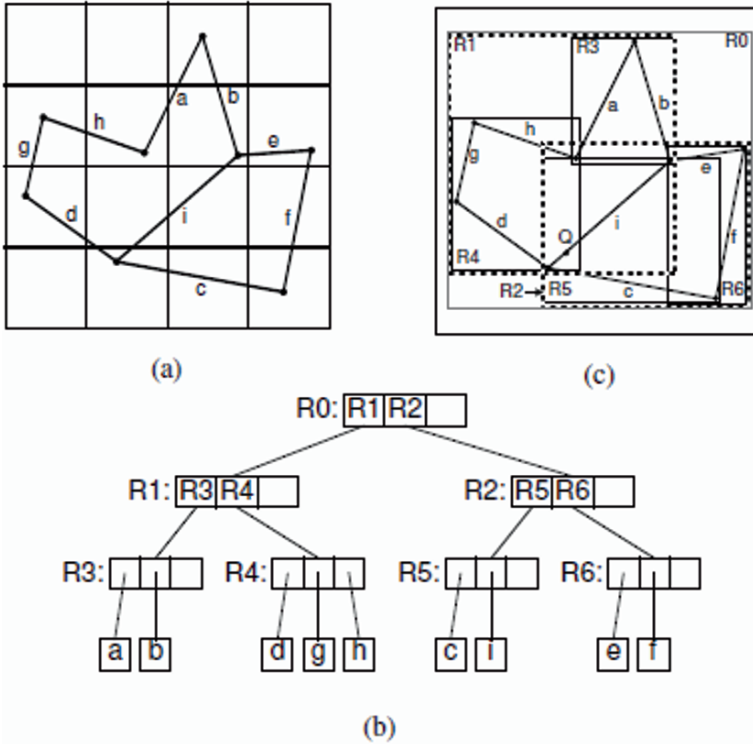 a
b
h
e
g
d
i
f
c
(a)
R1
R3
R0
a
b
h
g
e
d
Q
i
f
R4
R2→
R5
c
R6
(c)
R0: R1 R2
R1: R3 R4
R2: R5 R6
R3:
R4:
R5:
R6:
a b d g h c i e f
(b)